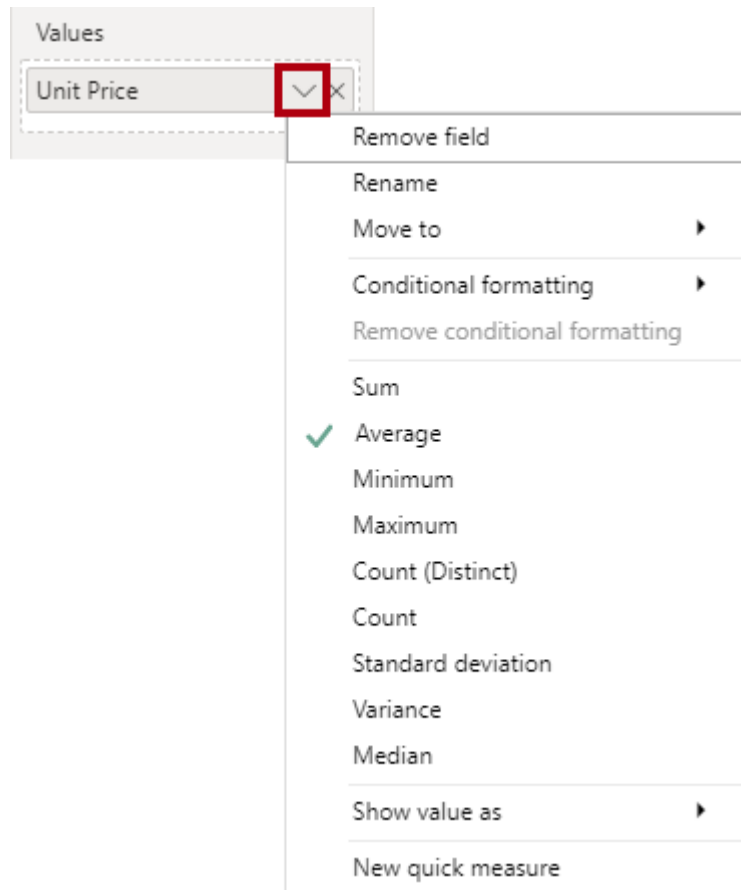 Values
Unit Price
Remove field
Rename
Move to
Conditional formatting
Remove conditional formatting
Sum
Average
Minimum
Maximum
Count (Distinct)
Count
Standard deviation
Variance
Median
Show value as
New quick measure